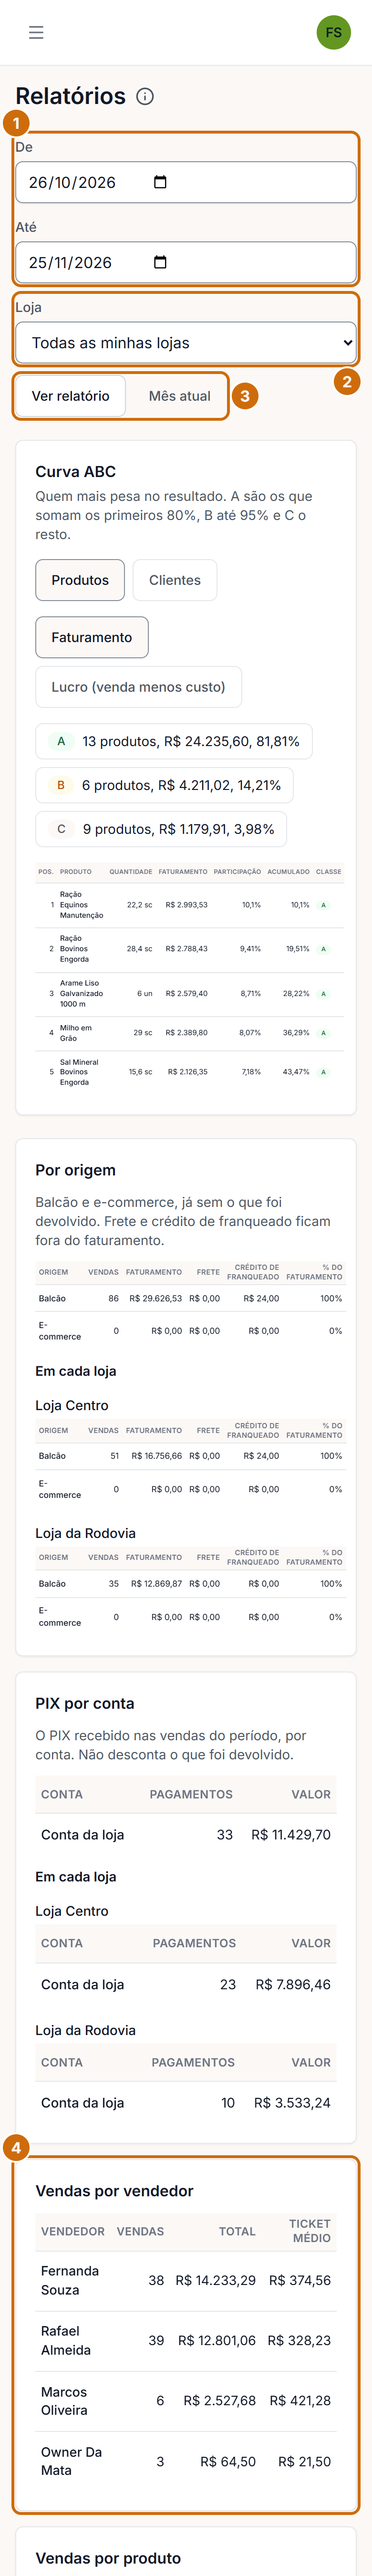 FS
Relatórios
1
De
26/10/2026
Até
25/11/2026
Loja
Todas as minhas lojas
2
Ver relatório Mês atual 3
Curva ABC
Quem mais pesa no resultado. A são os que
somam os primeiros 80%, B até 95% e C o
resto.
Produtos Clientes
Faturamento
Lucro (venda menos custo)
A 13 produtos, R$ 24.235,60, 81,81%
B 6 produtos, R$ 4.211,02, 14,21%
C 9 produtos, R$ 1.179,91, 3,98%
POS. PRODUTO QUANTIDADE FATURAMENTO PARTICIPAÇÃO ACUMULADO CLASSE
1 Ração Equinos Manutenção 22,2 sc R$ 2.993,53 10,1% 10,1% A
2 Ração Bovinos Engorda 28,4 sc R$ 2.788,43 9,41% 19,51% A
3 Arame Liso Galvanizado 1000 m 6 un R$ 2.579,40 8,71% 28,22% A
4 Milho em Grão 29 sc R$ 2.389,80 8,07% 36,29% A
5 Sal Mineral Bovinos Engorda 15,6 sc R$ 2.126,35 7,18% 43,47% A
Por origem
Balcão e e-commerce, já sem o que foi
devolvido. Frete e crédito de franqueado ficam
fora do faturamento.
ORIGEM VENDAS FATURAMENTO FRETE CRÉDITO DE FRANQUEADO % DO FATURAMENTO
Balcão 86 R$ 29.626,53 R$ 0,00 R$ 24,00 100%
E-commerce 0 R$ 0,00 R$ 0,00 R$ 0,00 0%
Em cada loja
Loja Centro
ORIGEM VENDAS FATURAMENTO FRETE CRÉDITO DE FRANQUEADO % DO FATURAMENTO
Balcão 51 R$ 16.756,66 R$ 0,00 R$ 24,00 100%
E-commerce 0 R$ 0,00 R$ 0,00 R$ 0,00 0%
Loja da Rodovia
ORIGEM VENDAS FATURAMENTO FRETE CRÉDITO DE FRANQUEADO % DO FATURAMENTO
Balcão 35 R$ 12.869,87 R$ 0,00 R$ 0,00 100%
E-commerce 0 R$ 0,00 R$ 0,00 R$ 0,00 0%
PIX por conta
O PIX recebido nas vendas do período, por
conta. Não desconta o que foi devolvido.
CONTA PAGAMENTOS VALOR
Conta da loja 33 R$ 11.429,70
Em cada loja
Loja Centro
CONTA PAGAMENTOS VALOR
Conta da loja 23 R$ 7.896,46
Loja da Rodovia
CONTA PAGAMENTOS VALOR
Conta da loja 10 R$ 3.533,24
4
Vendas por vendedor
VENDEDOR VENDAS TOTAL TICKET MÉDIO
Fernanda Souza 38 R$ 14.233,29 R$ 374,56
Rafael Almeida 39 R$ 12.801,06 R$ 328,23
Marcos Oliveira 6 R$ 2.527,68 R$ 421,28
Owner Da Mata 3 R$ 64,50 R$ 21,50
Vendas por produto